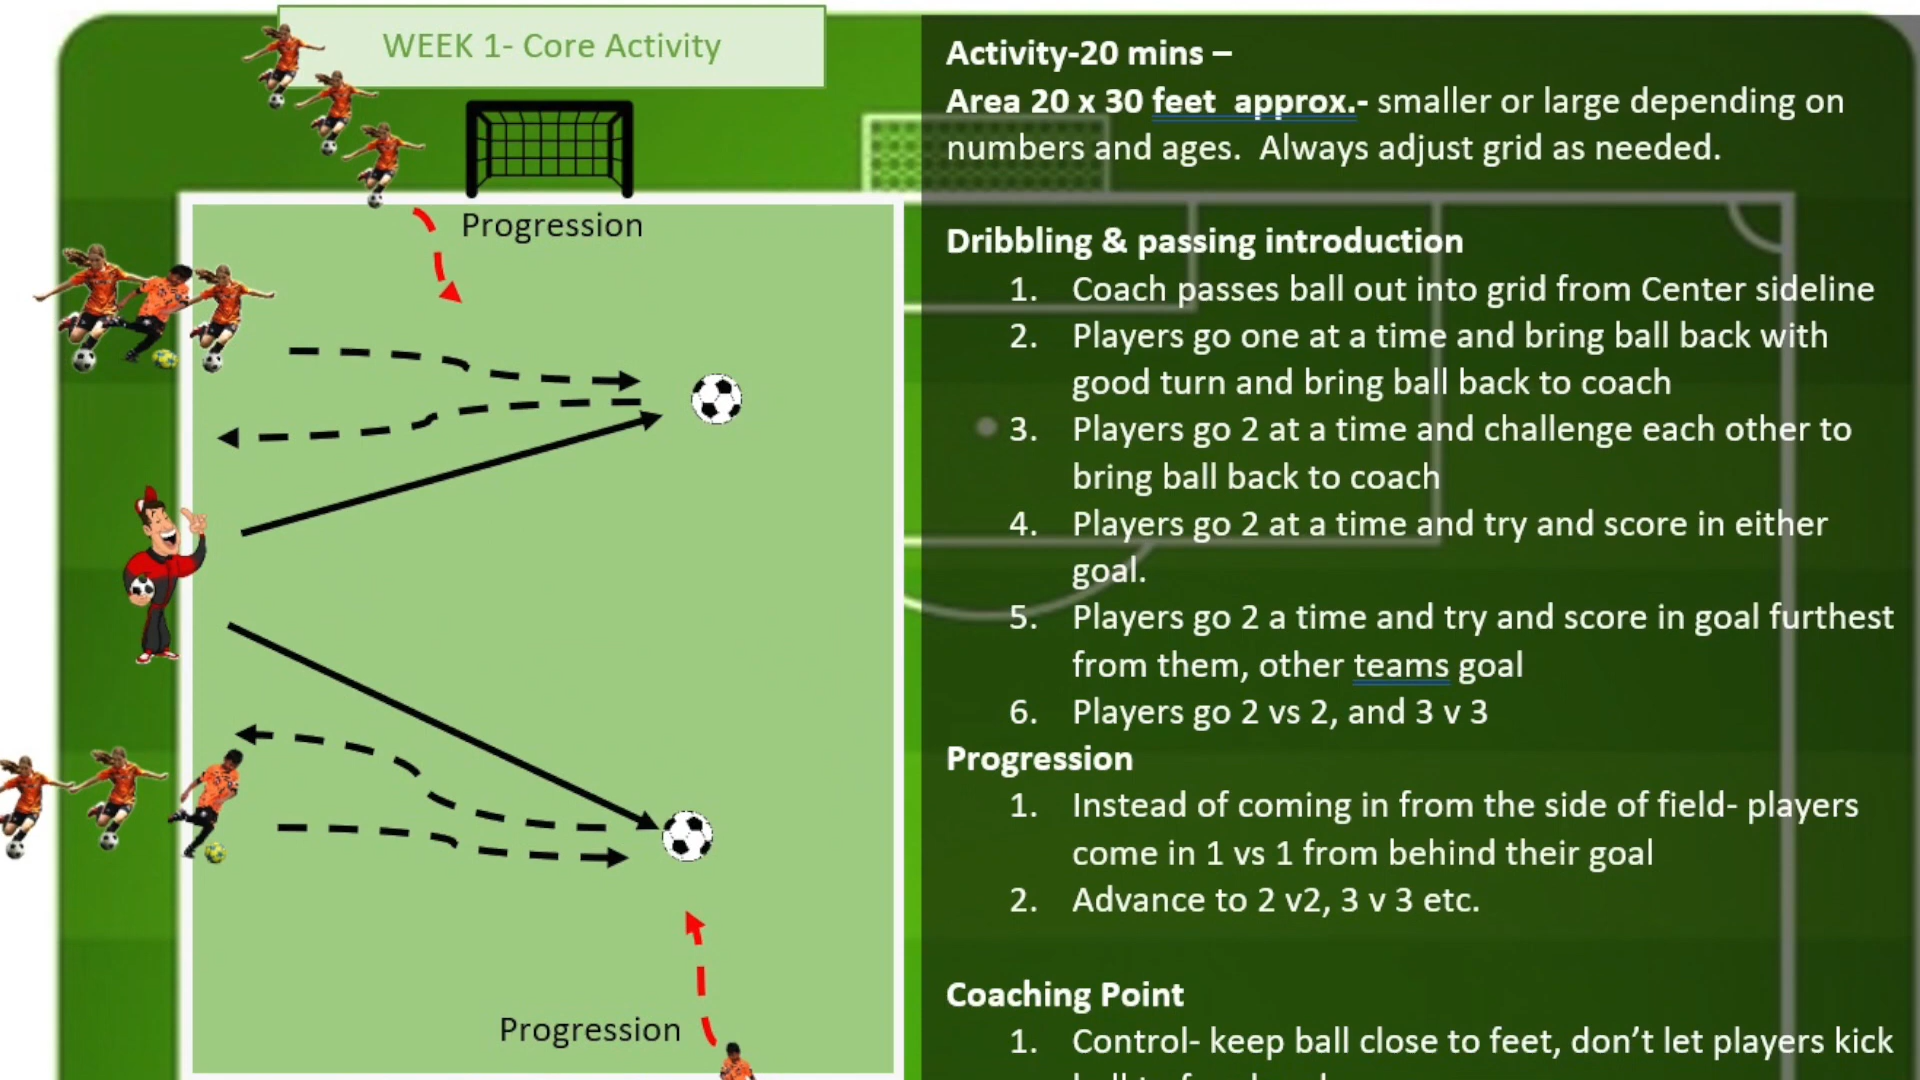 WEEK 1- Core Activity
Progression
Progression
Activity-20 mins –
Area 20 x 30 feet  approx.- smaller or large depending on
numbers and ages.  Always adjust grid as needed.
Dribbling & passing introduction
1. Coach passes ball out into grid from Center sideline
2. Players go one at a time and bring ball back with
good turn and bring ball back to coach
3. Players go 2 at a time and challenge each other to
bring ball back to coach
4. Players go 2 at a time and try and score in either
goal.
5. Players go 2 a time and try and score in goal furthest
from them, other teams goal
6. Players go 2 vs 2, and 3 v 3
Progression
1. Instead of coming in from the side of field- players
come in 1 vs 1 from behind their goal
2. Advance to 2 v2, 3 v 3 etc.
Coaching Point
1. Control- keep ball close to feet, don’t let players kick